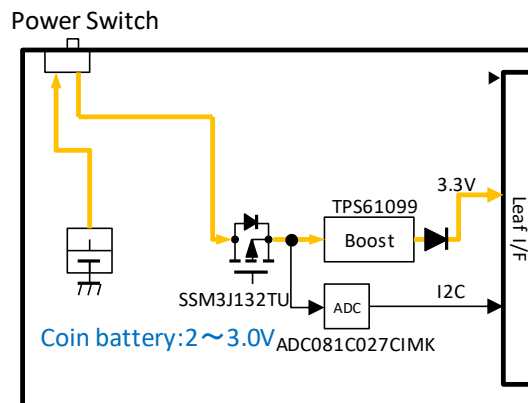 Power Switch
3.3V
TPS61099
Boost
Leaf I/F
SSM3J132TU
ADC
I2C
Coin battery:2～3.0V
ADC081C027CIMK